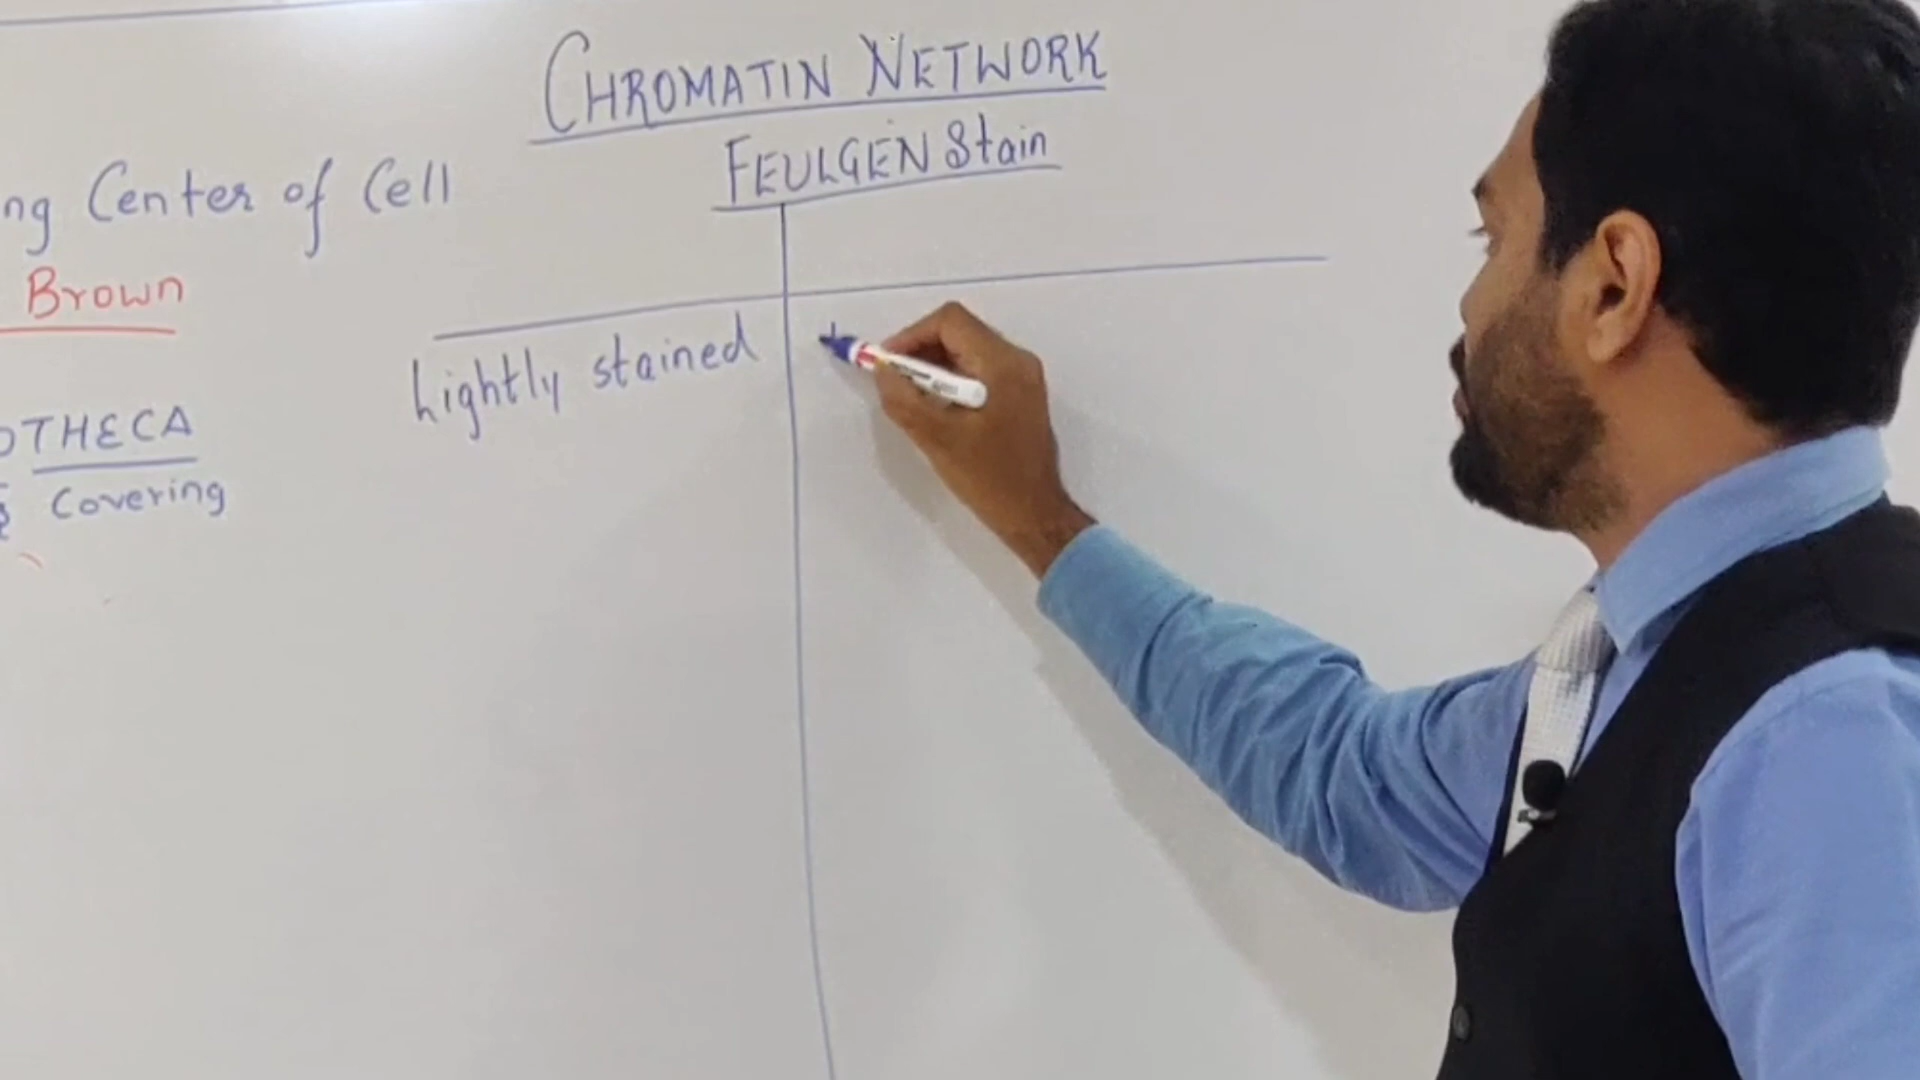 CHROMATIN NETWORK
FEULGEN Stain
ng Center of Cell
Brown
Lightly stained
OTHECA
Covering